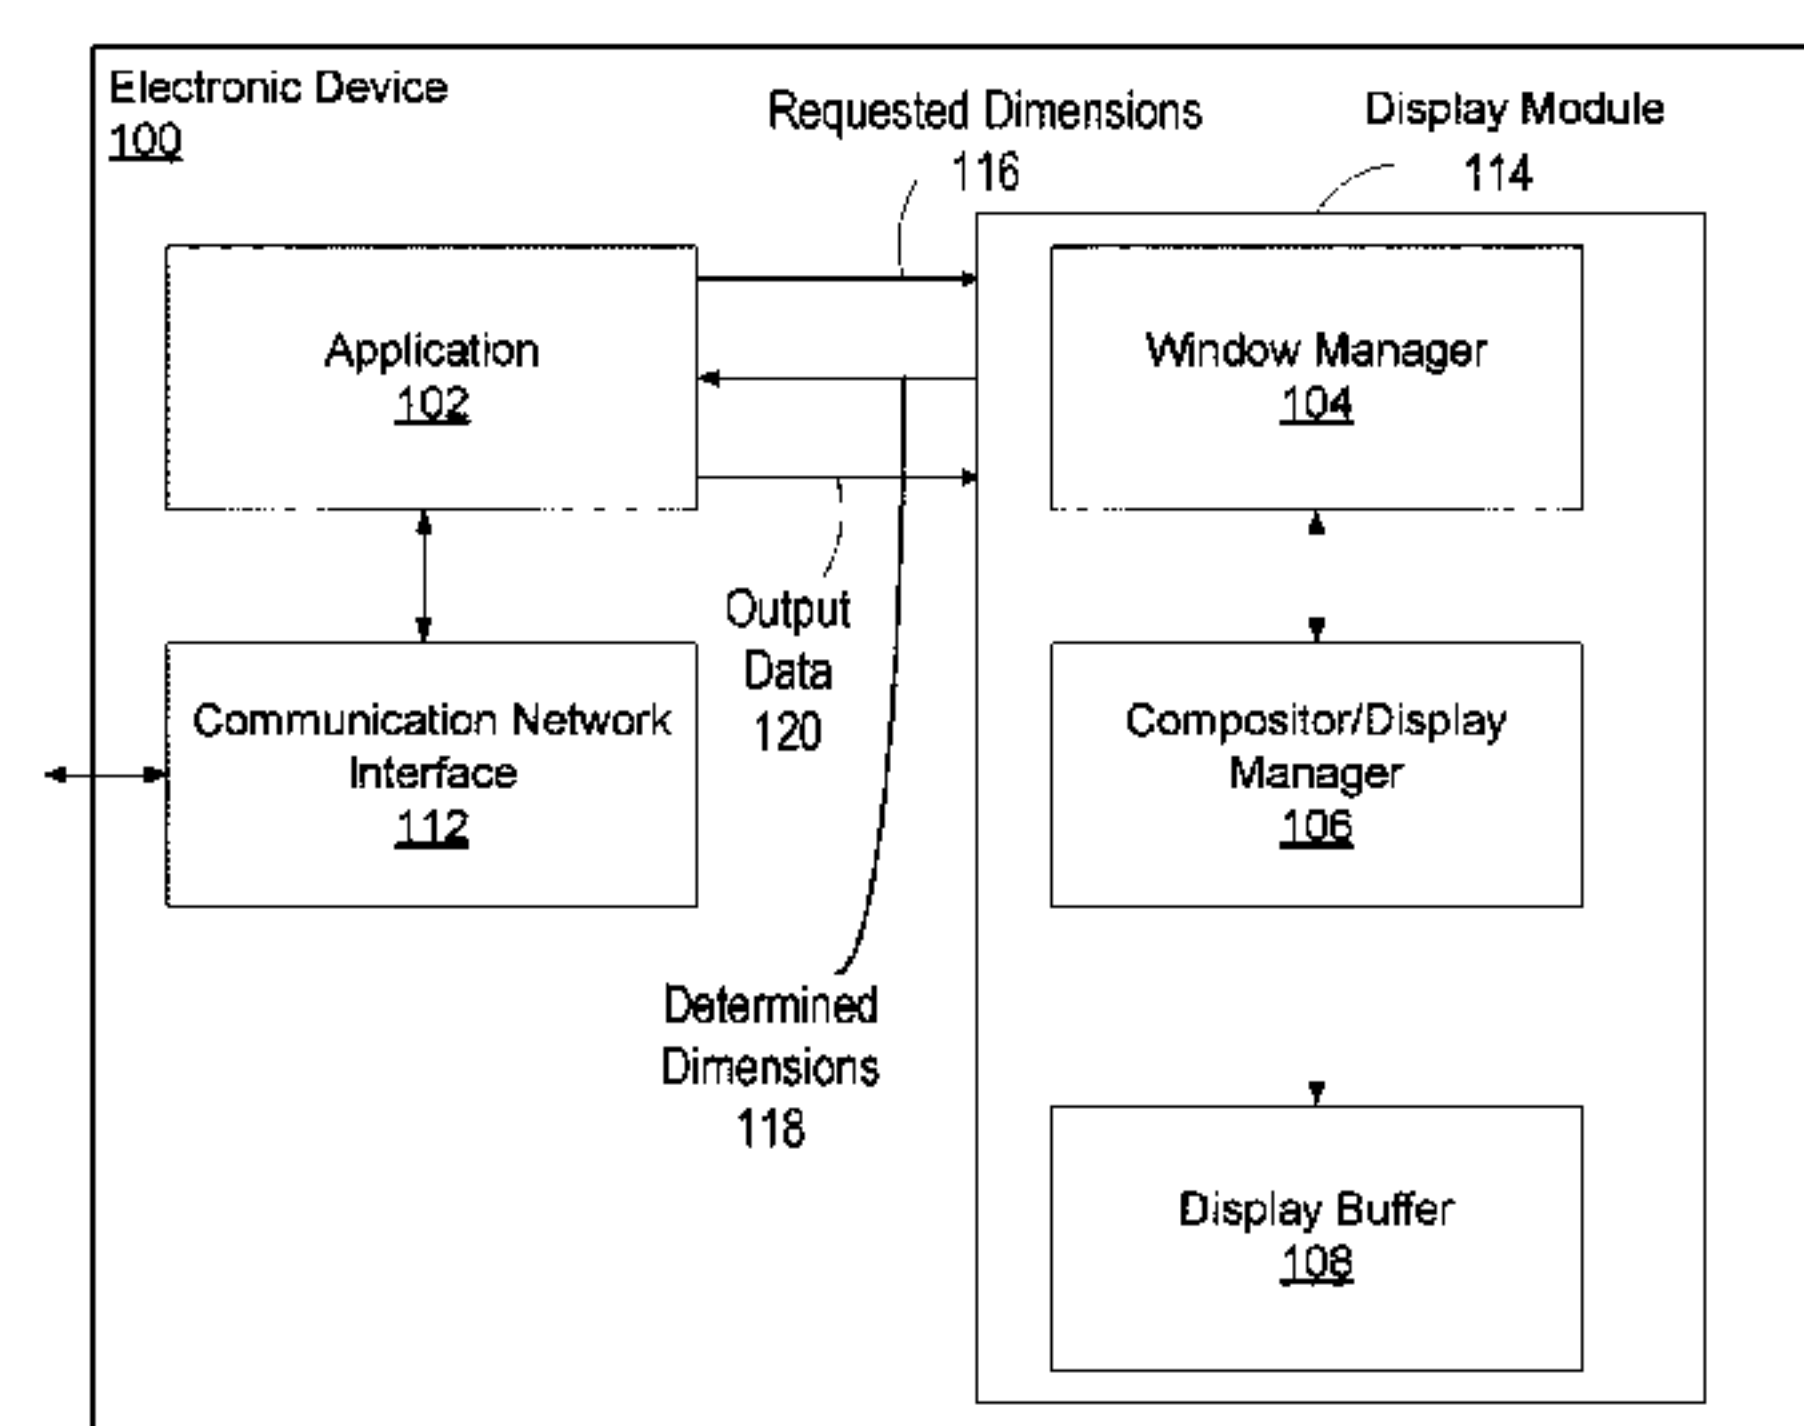 Electronic Device
100
Requested Dimensions
116
Display Module
114
Application
102
Window Manager
104
Output
Data
120
Communication Network
Interface
112
Compositor/Display
Manager
106
Determined
Dimensions
118
Display Buffer
108